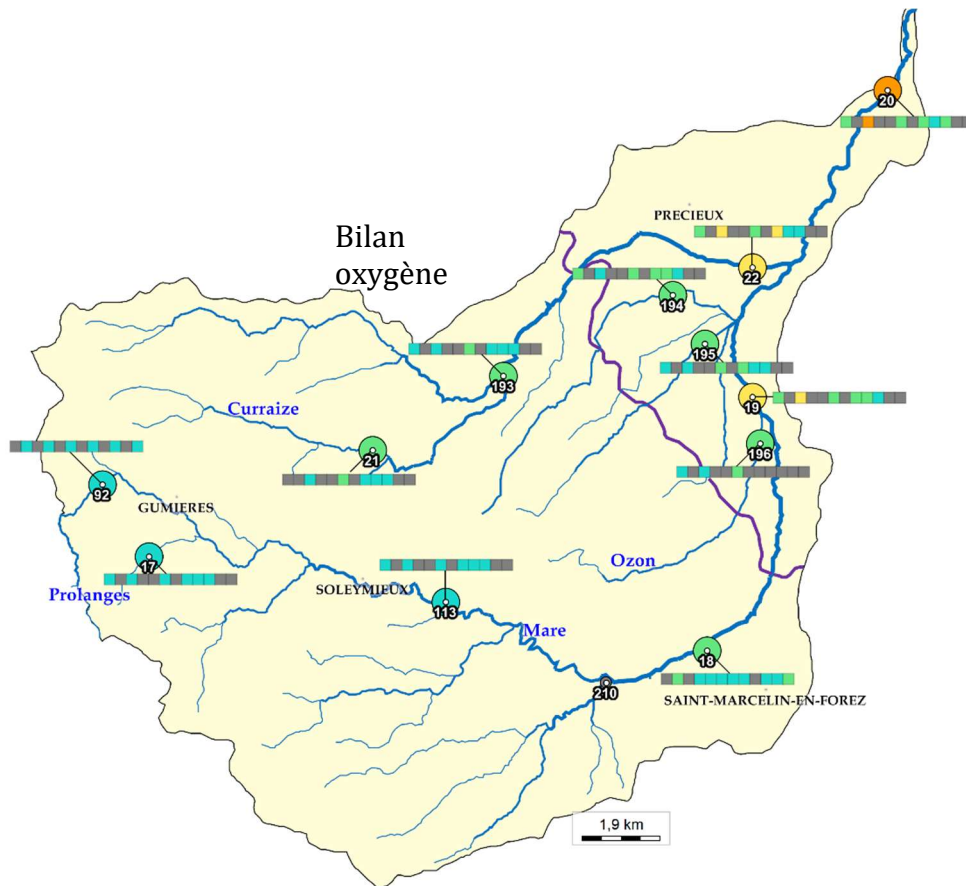 20
PRECIEUX
Bilan
oxygène
22
194
195
193
19
Curraize
21
196
92
GUMIERES
17
Ozon
Prolanges
SOLEYMIEUX
113
Mare
18
210
SAINT-MARCELIN-EN-FOREZ
1,9 km